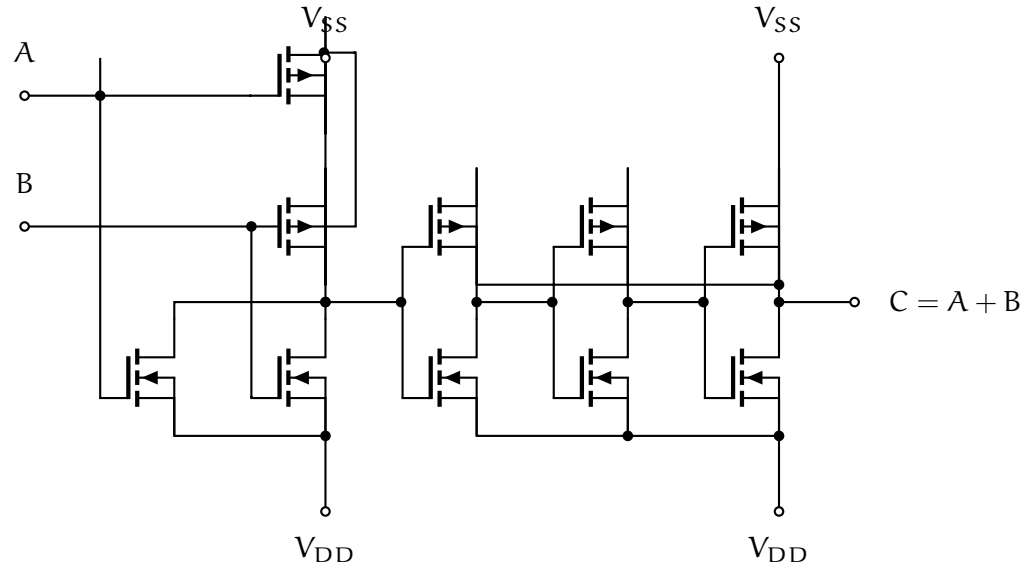 V_SS
V_SS
A
B
C = A + B
V_DD
V_DD